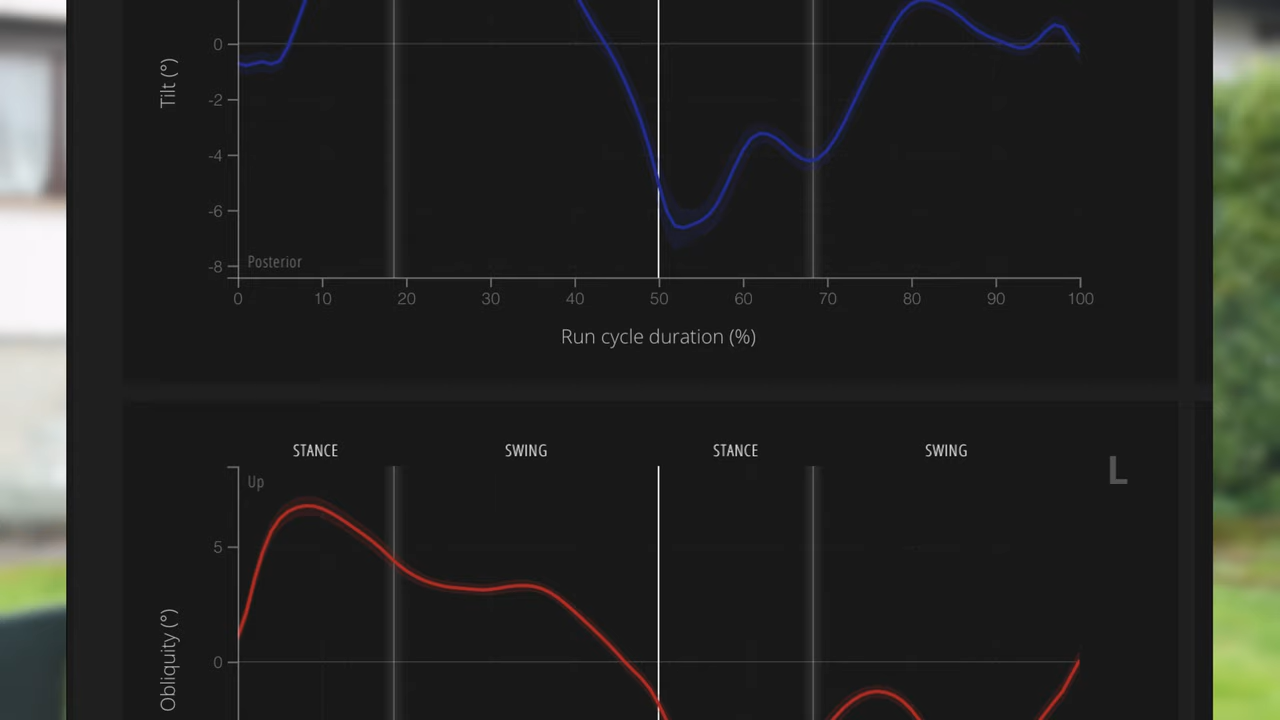 0
-2
Tilt (°)
-4
-6
-8
Posterior
0 10 20 30 40 50 60 70 80 90 100
Run cycle duration (%)
STANCE SWING STANCE SWING
L
Up
5
Obliquity (°)
0